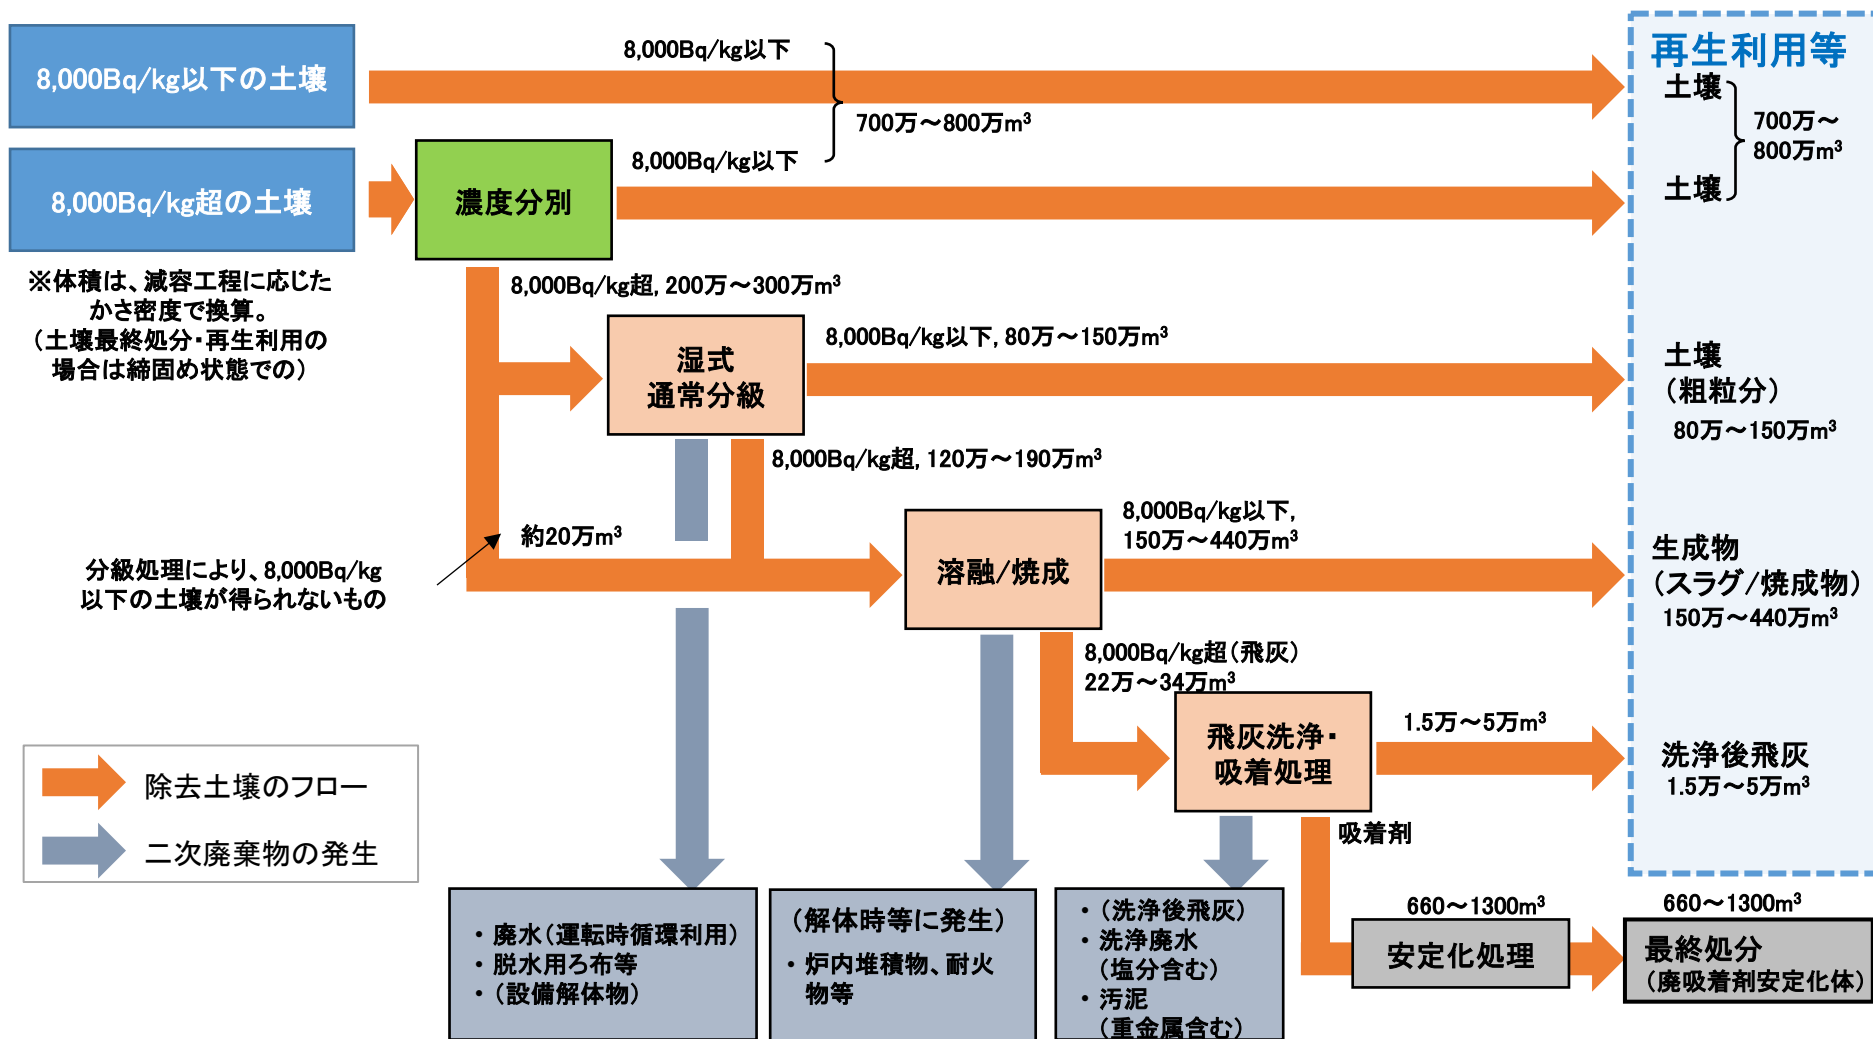 8,000Bq/kg以下の土壌
8,000Bq/kg以下
700万～800万m³
再生利用等
土壌
700万～
800万m³
土壌
8,000Bq/kg超の土壌
濃度分別
8,000Bq/kg以下
※体積は、減容工程に応じた
かさ密度で換算。
（土壌最終処分・再生利用の
場合は締固め状態での）
8,000Bq/kg超, 200万～300万m³
湿式
通常分級
8,000Bq/kg以下, 80万～150万m³
土壌
（粗粒分）
80万～150万m³
8,000Bq/kg超, 120万～190万m³
約20万m³
分級処理により、8,000Bq/kg
以下の土壌が得られないもの
溶融/焼成
8,000Bq/kg以下,
150万～440万m³
生成物
（スラグ/焼成物）
150万～440万m³
8,000Bq/kg超（飛灰）
22万～34万m³
飛灰洗浄・
吸着処理
1.5万～5万m³
洗浄後飛灰
1.5万～5万m³
除去土壌のフロー
二次廃棄物の発生
吸着剤
・ 廃水（運転時循環利用）
・ 脱水用ろ布等
・ （設備解体物）
（解体時等に発生）
・ 炉内堆積物、耐火
物等
・ （洗浄後飛灰）
・ 洗浄廃水
（塩分含む）
・ 汚泥
（重金属含む）
660～1300m³
安定化処理
660～1300m³
最終処分
（廃吸着剤安定化体）